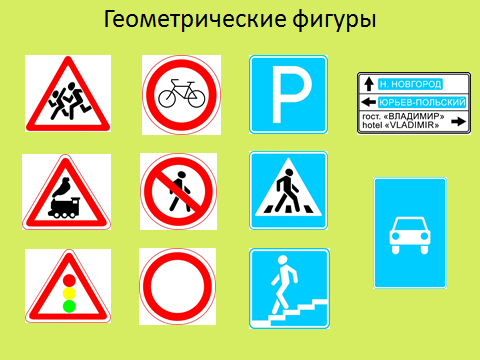 Геометрические фигуры
P
Н. НОВГОРОД
ЮРЬЕВ-ПОЛЬСКИЙ
гост. «ВЛАДИМИР»
hotel «VLADIMIR»